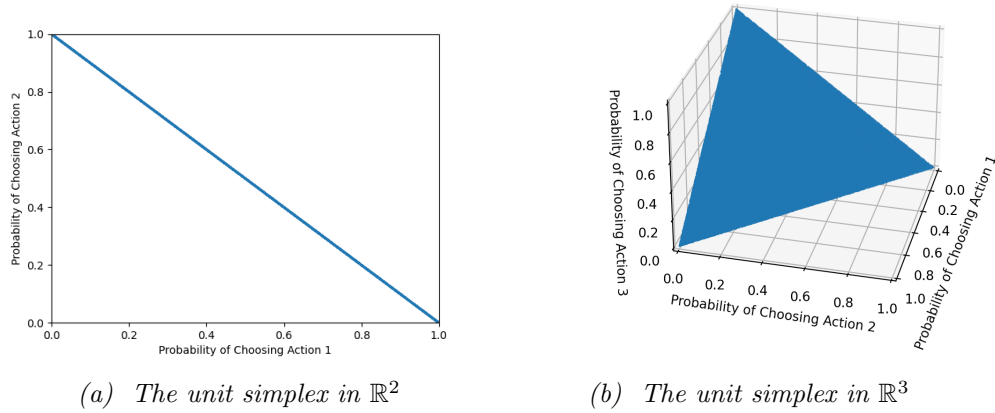 1.0
0.8
0.6
0.4
0.2
0.0
Probability of Choosing Action 2
0.0 0.2 0.4 0.6 0.8 1.0
Probability of Choosing Action 1
(a) The unit simplex in ℝ²
1.0
0.8
0.6
0.4
0.2
0.0
Probability of Choosing Action 3
0.0 0.2 0.4 0.6 0.8 1.0
Probability of Choosing Action 2
0.0
0.2
0.4
0.6
0.8
1.0
Probability of Choosing Action 1
(b) The unit simplex in ℝ³